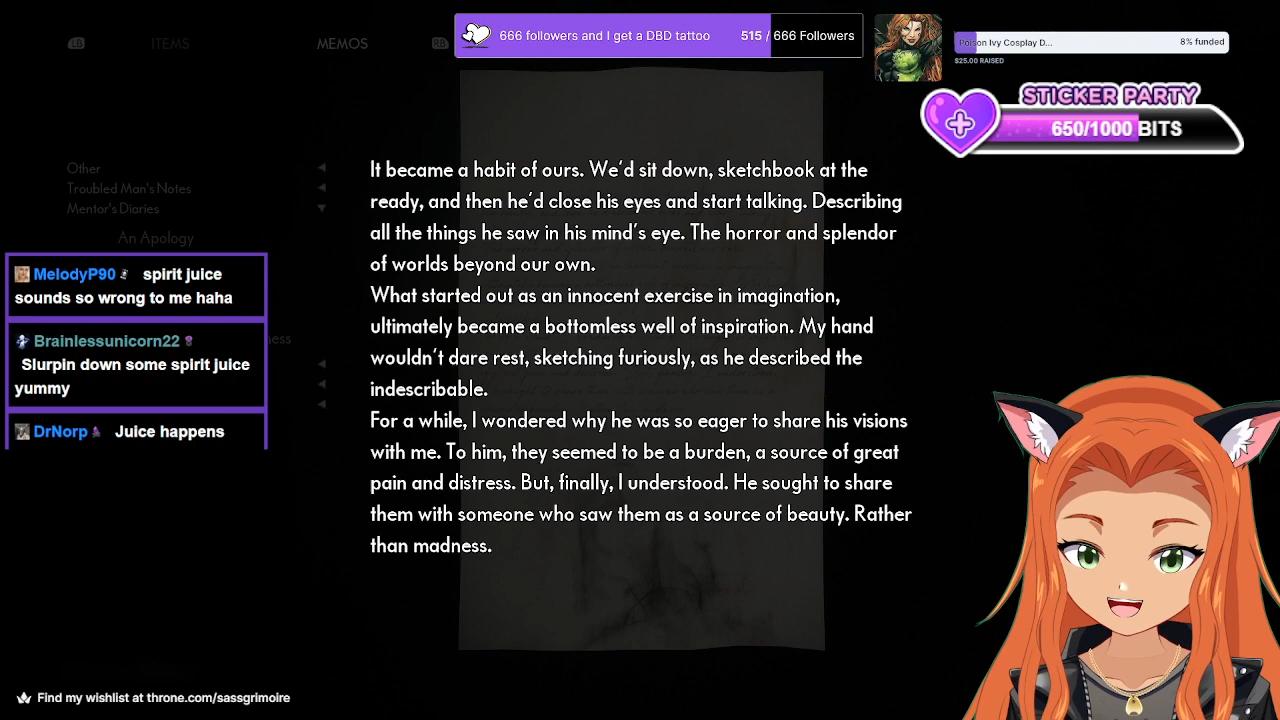 LB ITEMS MEMOS RB
666 followers and I get a DBD tattoo 515 / 666 Followers
Poison Ivy Cosplay D... 8% funded
$25.00 RAISED
STICKER PARTY
650/1000 BITS
Other
Troubled Man's Notes
Mentor's Diaries
An Apology
MelodyP90 spirit juice
sounds so wrong to me haha
Brainlessunicorn22
Slurpin down some spirit juice
yummy
DrNorp Juice happens
It became a habit of ours. We'd sit down, sketchbook at the
ready, and then he'd close his eyes and start talking. Describing
all the things he saw in his mind's eye. The horror and splendor
of worlds beyond our own.
What started out as an innocent exercise in imagination,
ultimately became a bottomless well of inspiration. My hand
wouldn't dare rest, sketching furiously, as he described the
indescribable.
For a while, I wondered why he was so eager to share his visions
with me. To him, they seemed to be a burden, a source of great
pain and distress. But, finally, I understood. He sought to share
them with someone who saw them as a source of beauty. Rather
than madness.
Find my wishlist at throne.com/sassgrimoire